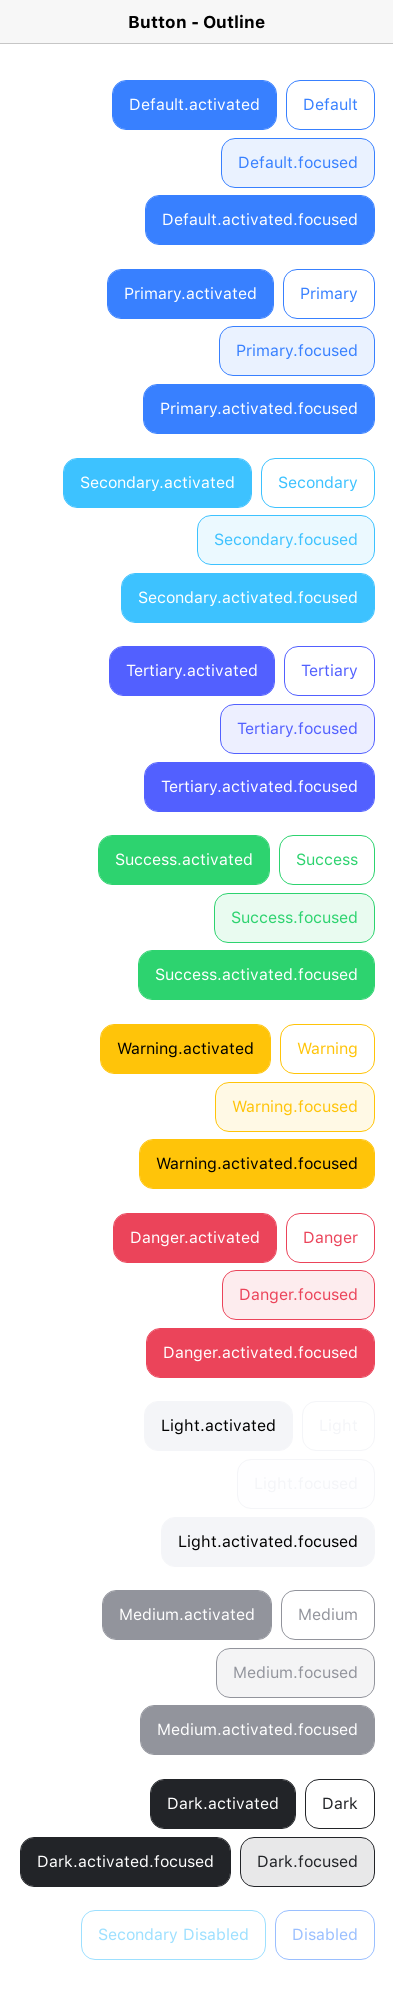 Button - Outline
Default.activated Default
Default.focused
Default.activated.focused
Primary.activated Primary
Primary.focused
Primary.activated.focused
Secondary.activated Secondary
Secondary.focused
Secondary.activated.focused
Tertiary.activated Tertiary
Tertiary.focused
Tertiary.activated.focused
Success.activated Success
Success.focused
Success.activated.focused
Warning.activated Warning
Warning.focused
Warning.activated.focused
Danger.activated Danger
Danger.focused
Danger.activated.focused
Light.activated Light
Light.focused
Light.activated.focused
Medium.activated Medium
Medium.focused
Medium.activated.focused
Dark.activated Dark
Dark.activated.focused Dark.focused
Secondary Disabled Disabled